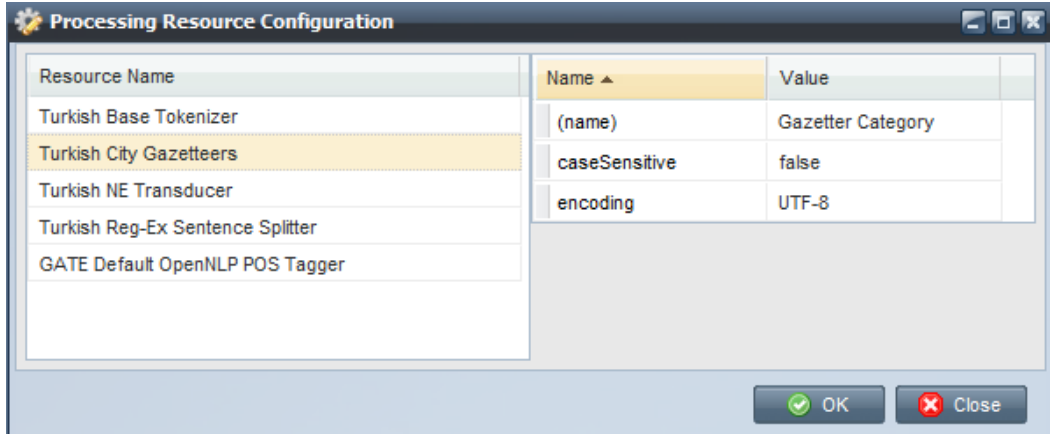 Processing Resource Configuration
Resource Name
Turkish Base Tokenizer
Turkish City Gazetteers
Turkish NE Transducer
Turkish Reg-Ex Sentence Splitter
GATE Default OpenNLP POS Tagger
Name Value
(name) Gazetter Category
caseSensitive false
encoding UTF-8
OK Close